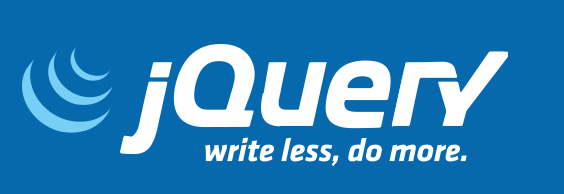 jQuery
write less, do more.